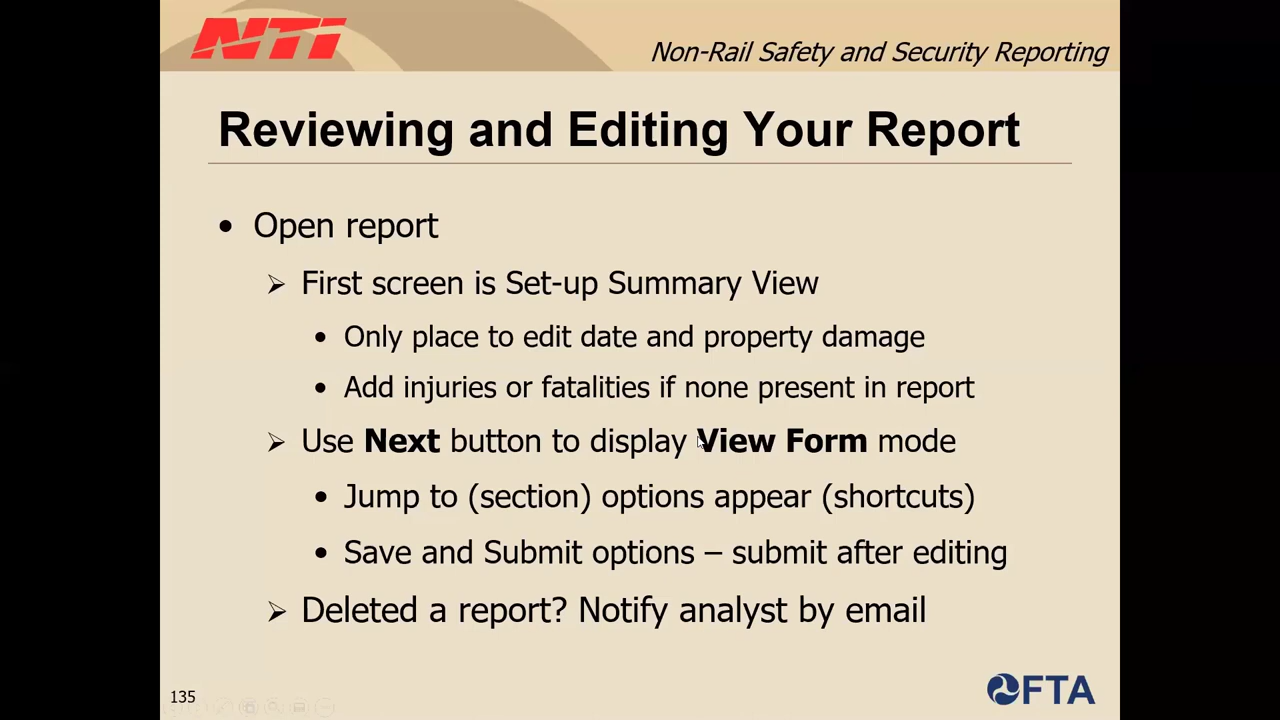 NTI
Non-Rail Safety and Security Reporting
Reviewing and Editing Your Report
• Open report
➢ First screen is Set-up Summary View
• Only place to edit date and property damage
• Add injuries or fatalities if none present in report
➢ Use Next button to display View Form mode
• Jump to (section) options appear (shortcuts)
• Save and Submit options – submit after editing
➢ Deleted a report? Notify analyst by email
135
FTA